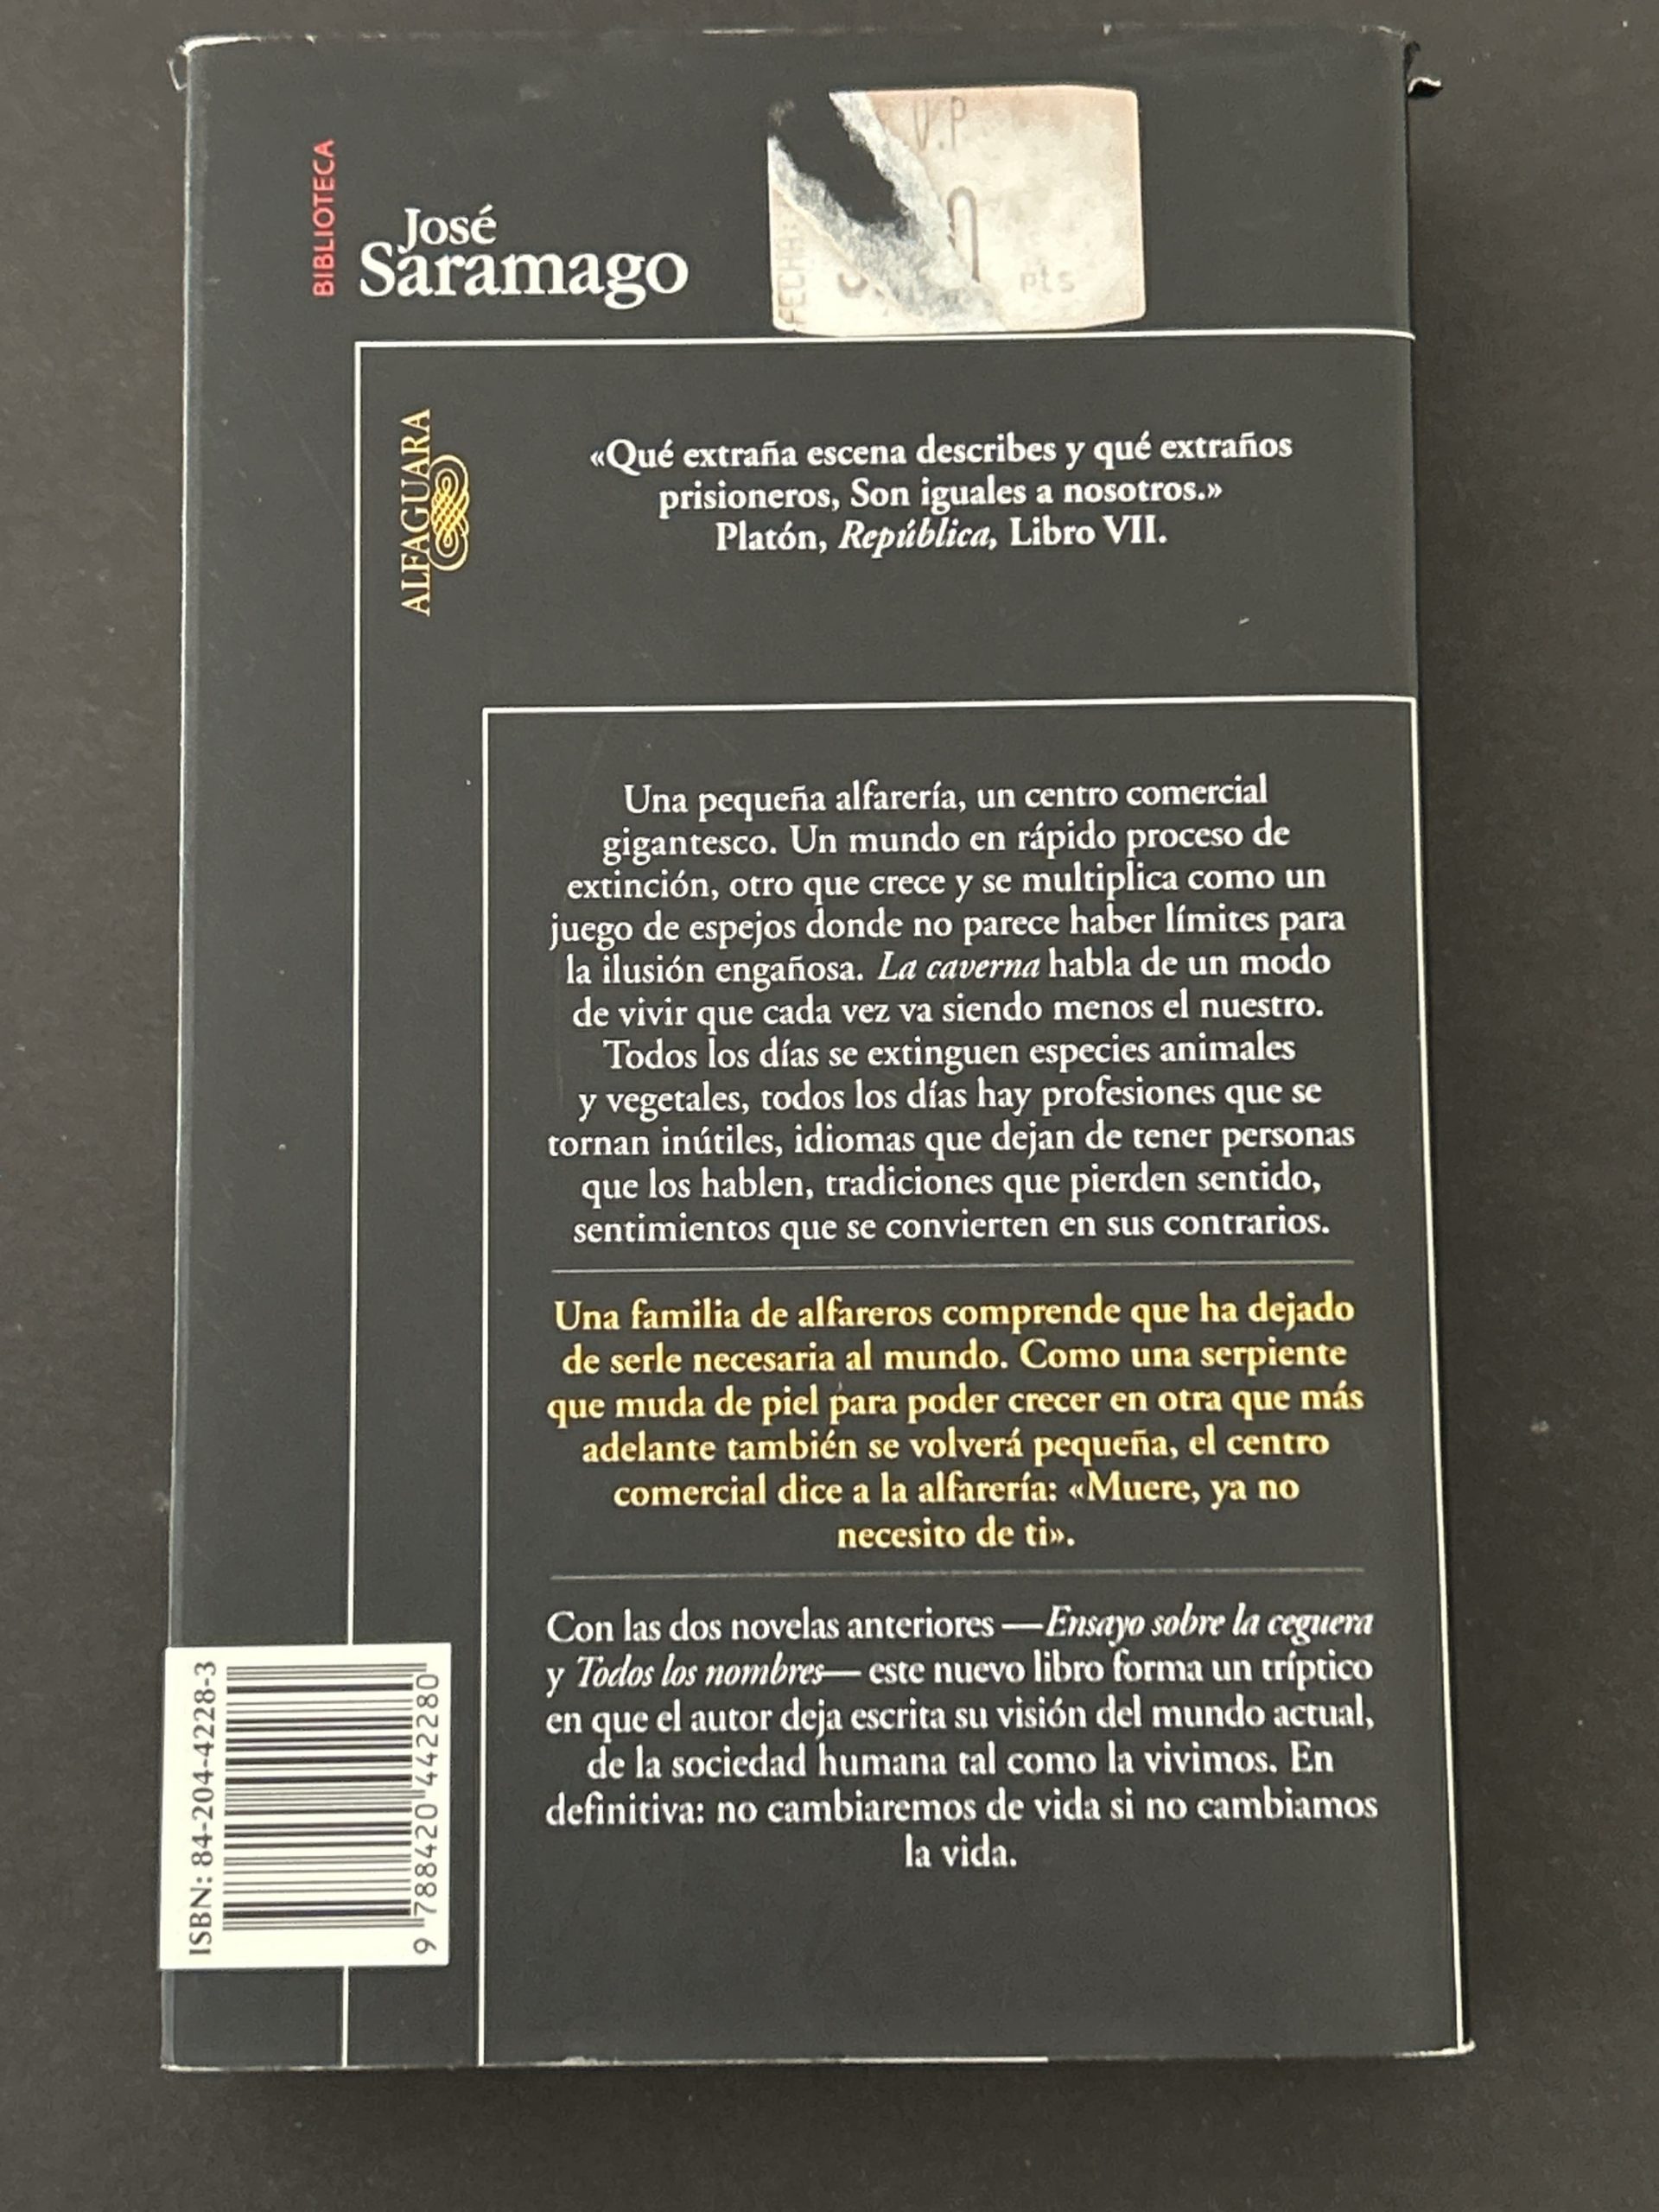 BIBLIOTECA
José
Saramago
V.P
FECHA:
pts
ALFAGUARA
«Qué extraña escena describes y qué extraños
prisioneros, Son iguales a nosotros.»
Platón, República, Libro VII.
Una pequeña alfarería, un centro comercial
gigantesco. Un mundo en rápido proceso de
extinción, otro que crece y se multiplica como un
juego de espejos donde no parece haber límites para
la ilusión engañosa. La caverna habla de un modo
de vivir que cada vez va siendo menos el nuestro.
Todos los días se extinguen especies animales
y vegetales, todos los días hay profesiones que se
tornan inútiles, idiomas que dejan de tener personas
que los hablen, tradiciones que pierden sentido,
sentimientos que se convierten en sus contrarios.
Una familia de alfareros comprende que ha dejado
de serle necesaria al mundo. Como una serpiente
que muda de piel para poder crecer en otra que más
adelante también se volverá pequeña, el centro
comercial dice a la alfarería: «Muere, ya no
necesito de ti».
Con las dos novelas anteriores —Ensayo sobre la ceguera
y Todos los nombres— este nuevo libro forma un tríptico
en que el autor deja escrita su visión del mundo actual,
de la sociedad humana tal como la vivimos. En
definitiva: no cambiaremos de vida si no cambiamos
la vida.
ISBN: 84-204-4228-3
9 788420 442280